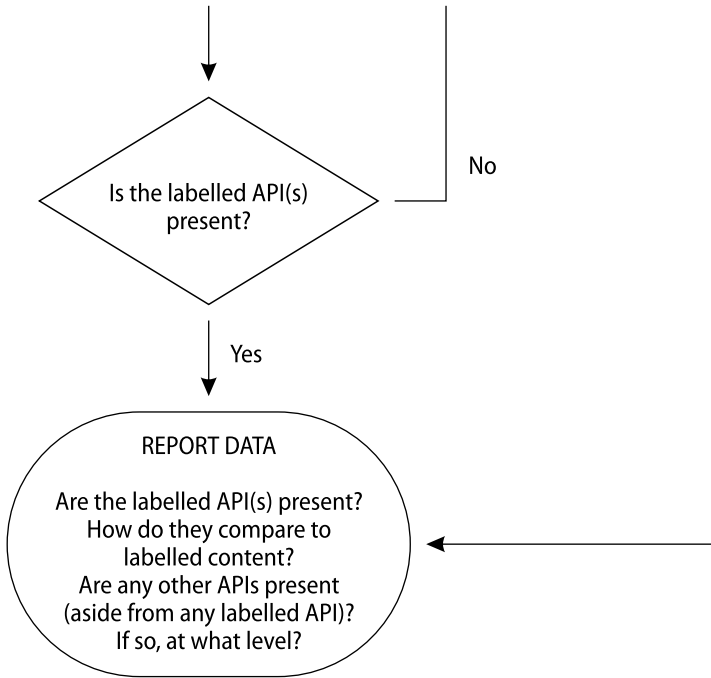 Is the labelled API(s)
present?
No
Yes
REPORT DATA
Are the labelled API(s) present?
How do they compare to
labelled content?
Are any other APIs present
(aside from any labelled API)?
If so, at what level?